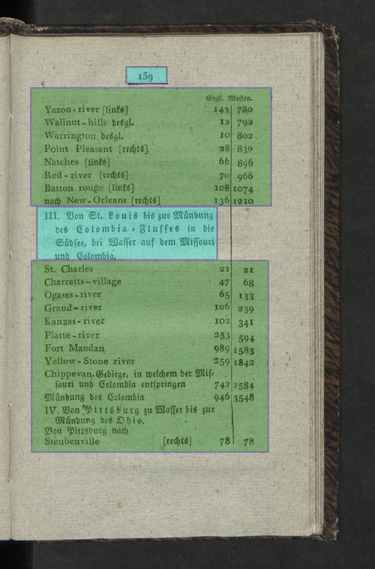 139
Engl. Meilen.
Yazoo-river [links] 143 780
Wallnut-hills desgl. 12 792
Warrington desgl. 10 802
Point Pleasant [rechts] 28 830
Natches [links] 66 896
Red-river [rechts] 70 966
Batton rouge [links] 108 1074
nach New-Orleans [rechts] 136 1210
III. Von St. Louis bis zur Mündung
des Colombia-Flusses in die
Südsee, bei Wasser auf dem Missouri
und Colombia.
St. Charles 21 21
Charretts-village 47 68
Ogases-river 65 133
Grand-river 106 239
Kanzas-river 102 341
Platte-river 253 594
Fort Mandan 989 1583
Yellow-Stone river 259 1842
Chippevan-Gebirge, in welchem der Mis-
souri und Colombia entspringen 742 2584
Mündung des Colombia 946 3548
IV. Von Pittsburg zu Wasser bis zur
Mündung des Ohio.
Von Pittsburg nach
Steubenville [rechts] 78 78